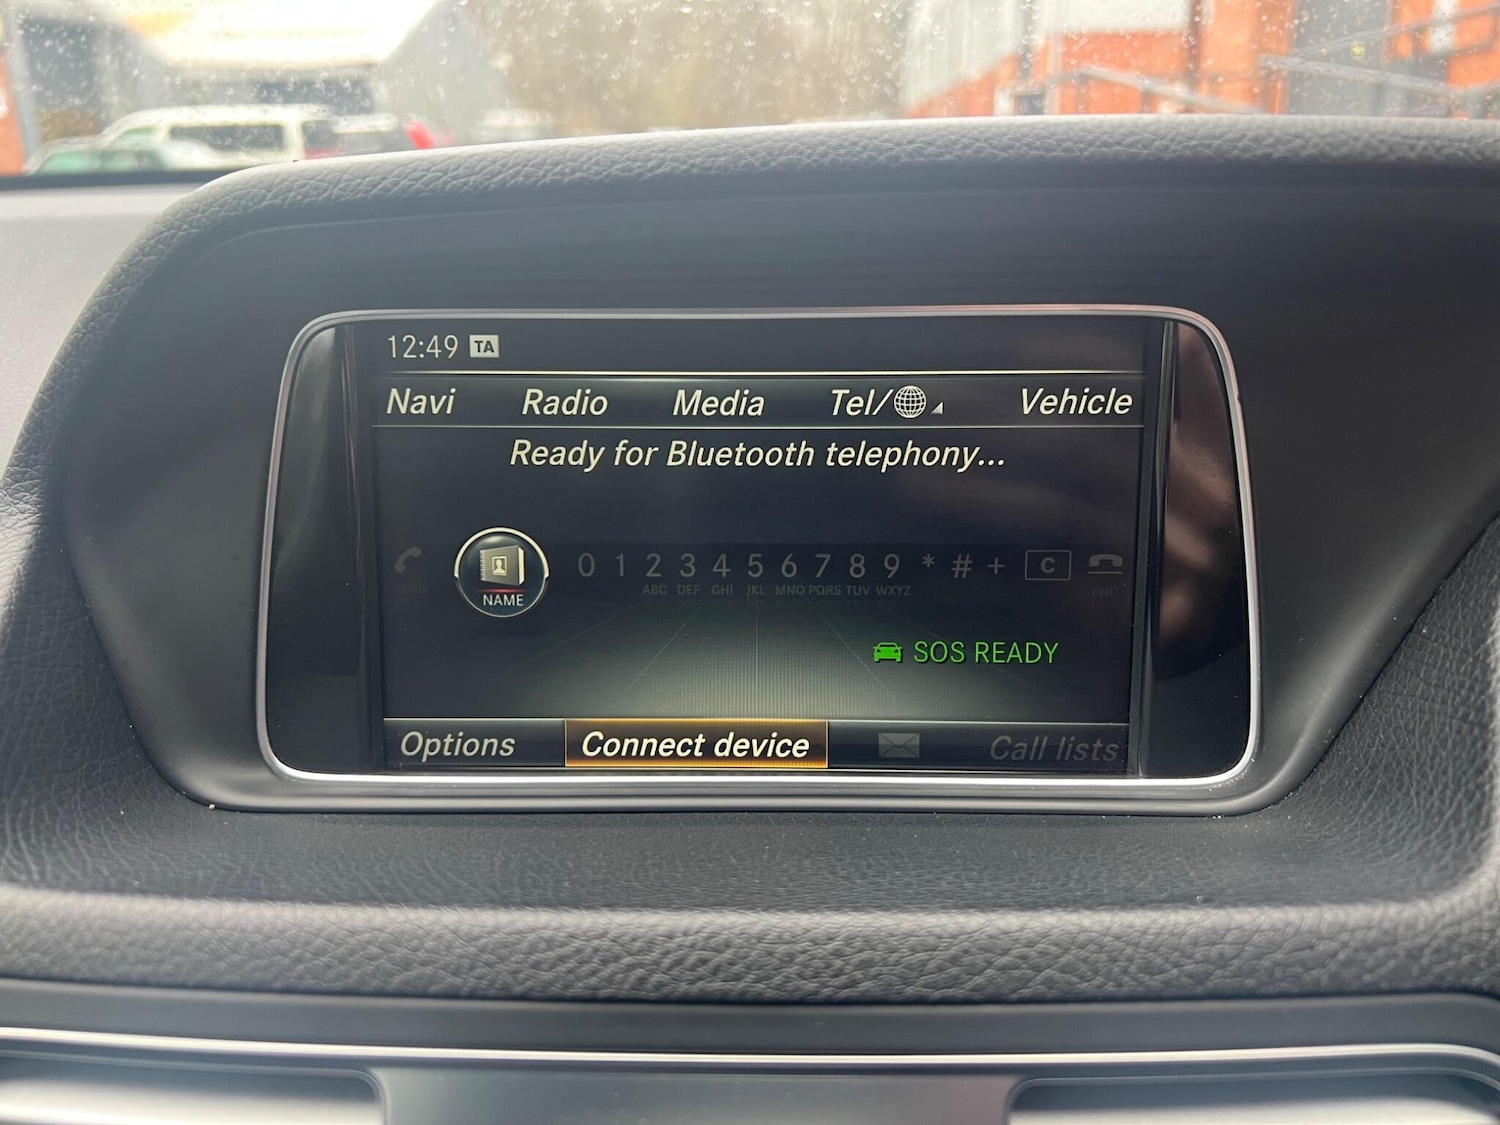 12:49 TA
Navi Radio Media Tel/ Vehicle
Ready for Bluetooth telephony...
0 1 2 3 4 5 6 7 8 9 * # + C
ABC DEF GHI JKL MNO PQRS TUV WXYZ END
NAME
SOS READY
Options Connect device Call lists